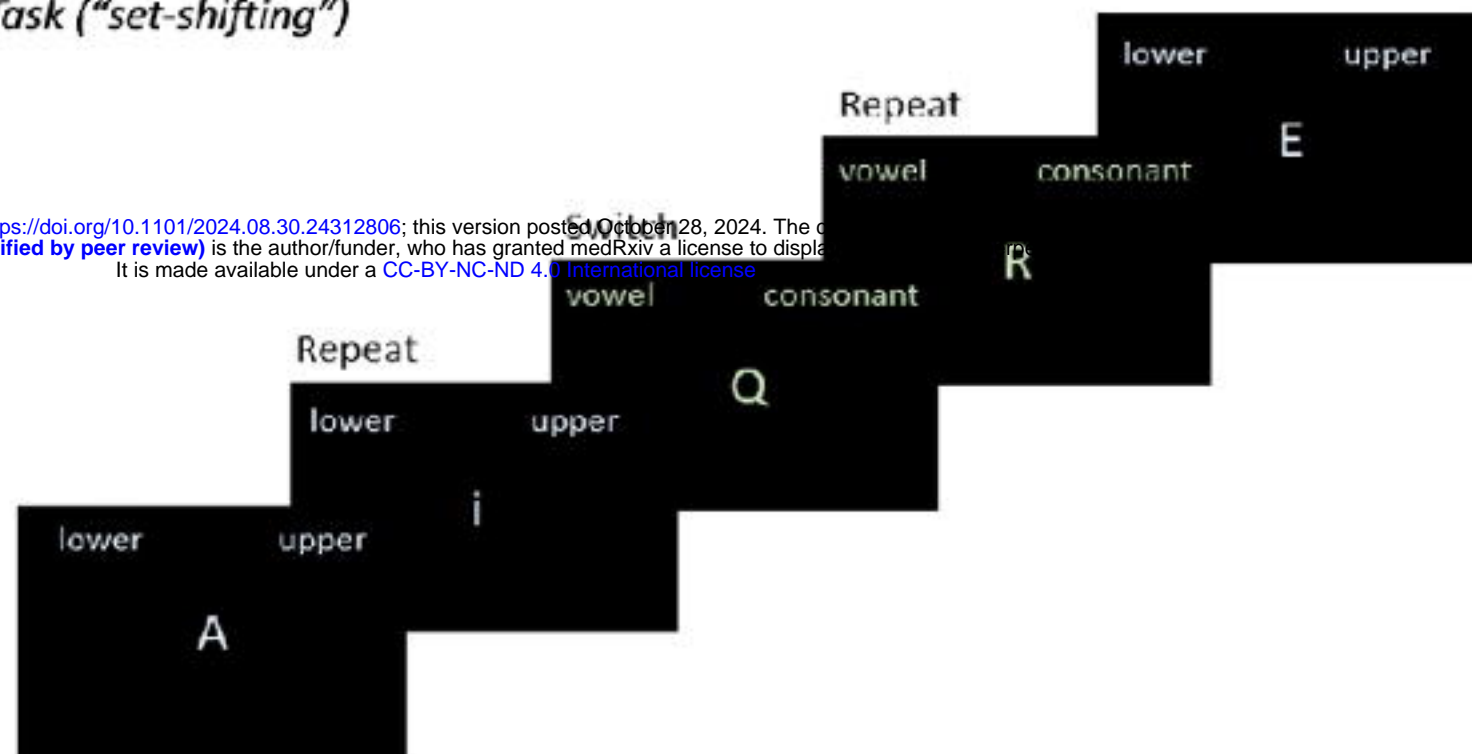 Task ("set-shifting")
lower upper
E
Repeat
vowel consonant
R
ps://doi.org/10.1101/2024.08.30.24312806; this version posted October 28, 2024. The
Switch
ified by peer review) is the author/funder, who has granted medRxiv a license to displa
It is made available under a CC-BY-NC-ND 4.0 International license
vowel consonant
Q
Repeat
lower upper
i
lower upper
A